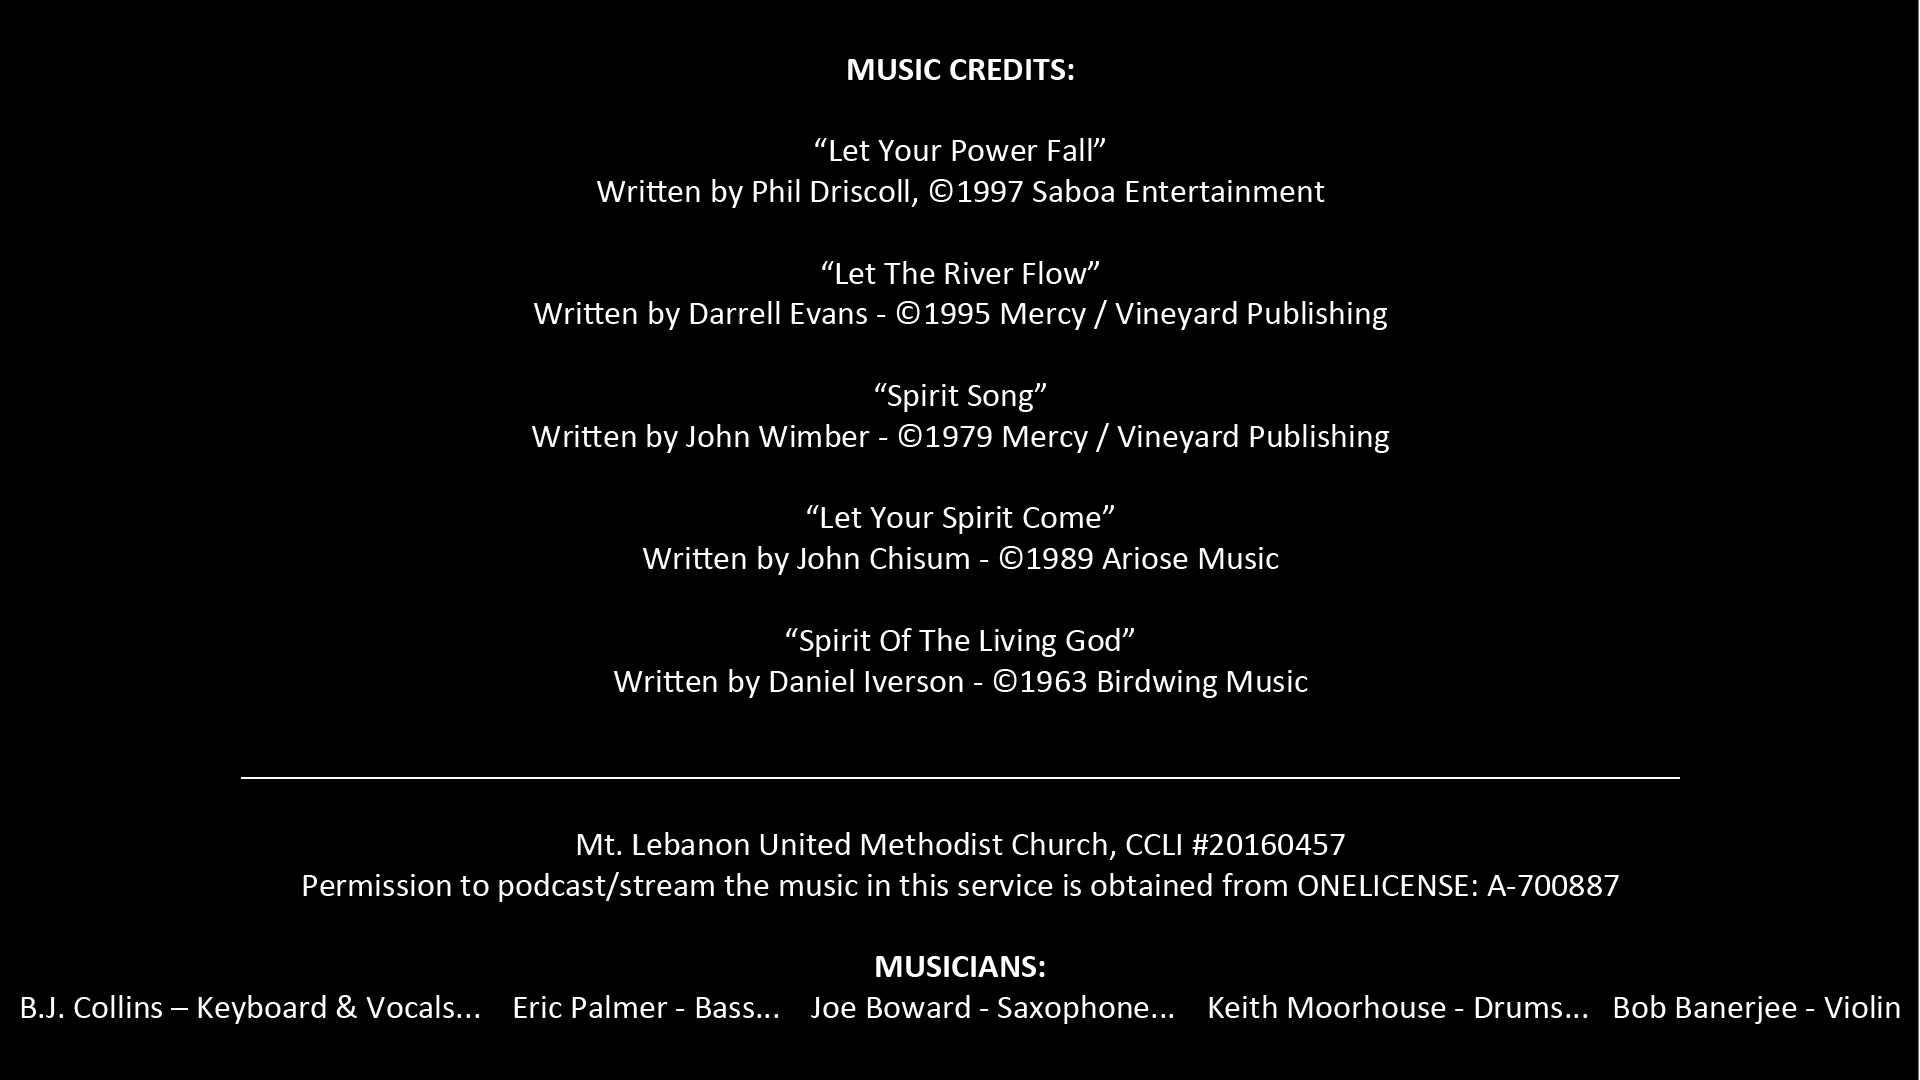 MUSIC CREDITS:
“Let Your Power Fall”
Written by Phil Driscoll, ©1997 Saboa Entertainment
“Let The River Flow”
Written by Darrell Evans - ©1995 Mercy / Vineyard Publishing
“Spirit Song”
Written by John Wimber - ©1979 Mercy / Vineyard Publishing
“Let Your Spirit Come”
Written by John Chisum - ©1989 Ariose Music
“Spirit Of The Living God”
Written by Daniel Iverson - ©1963 Birdwing Music
Mt. Lebanon United Methodist Church, CCLI #20160457
Permission to podcast/stream the music in this service is obtained from ONELICENSE: A-700887
MUSICIANS:
B.J. Collins – Keyboard & Vocals... Eric Palmer - Bass... Joe Boward - Saxophone... Keith Moorhouse - Drums... Bob Banerjee - Violin